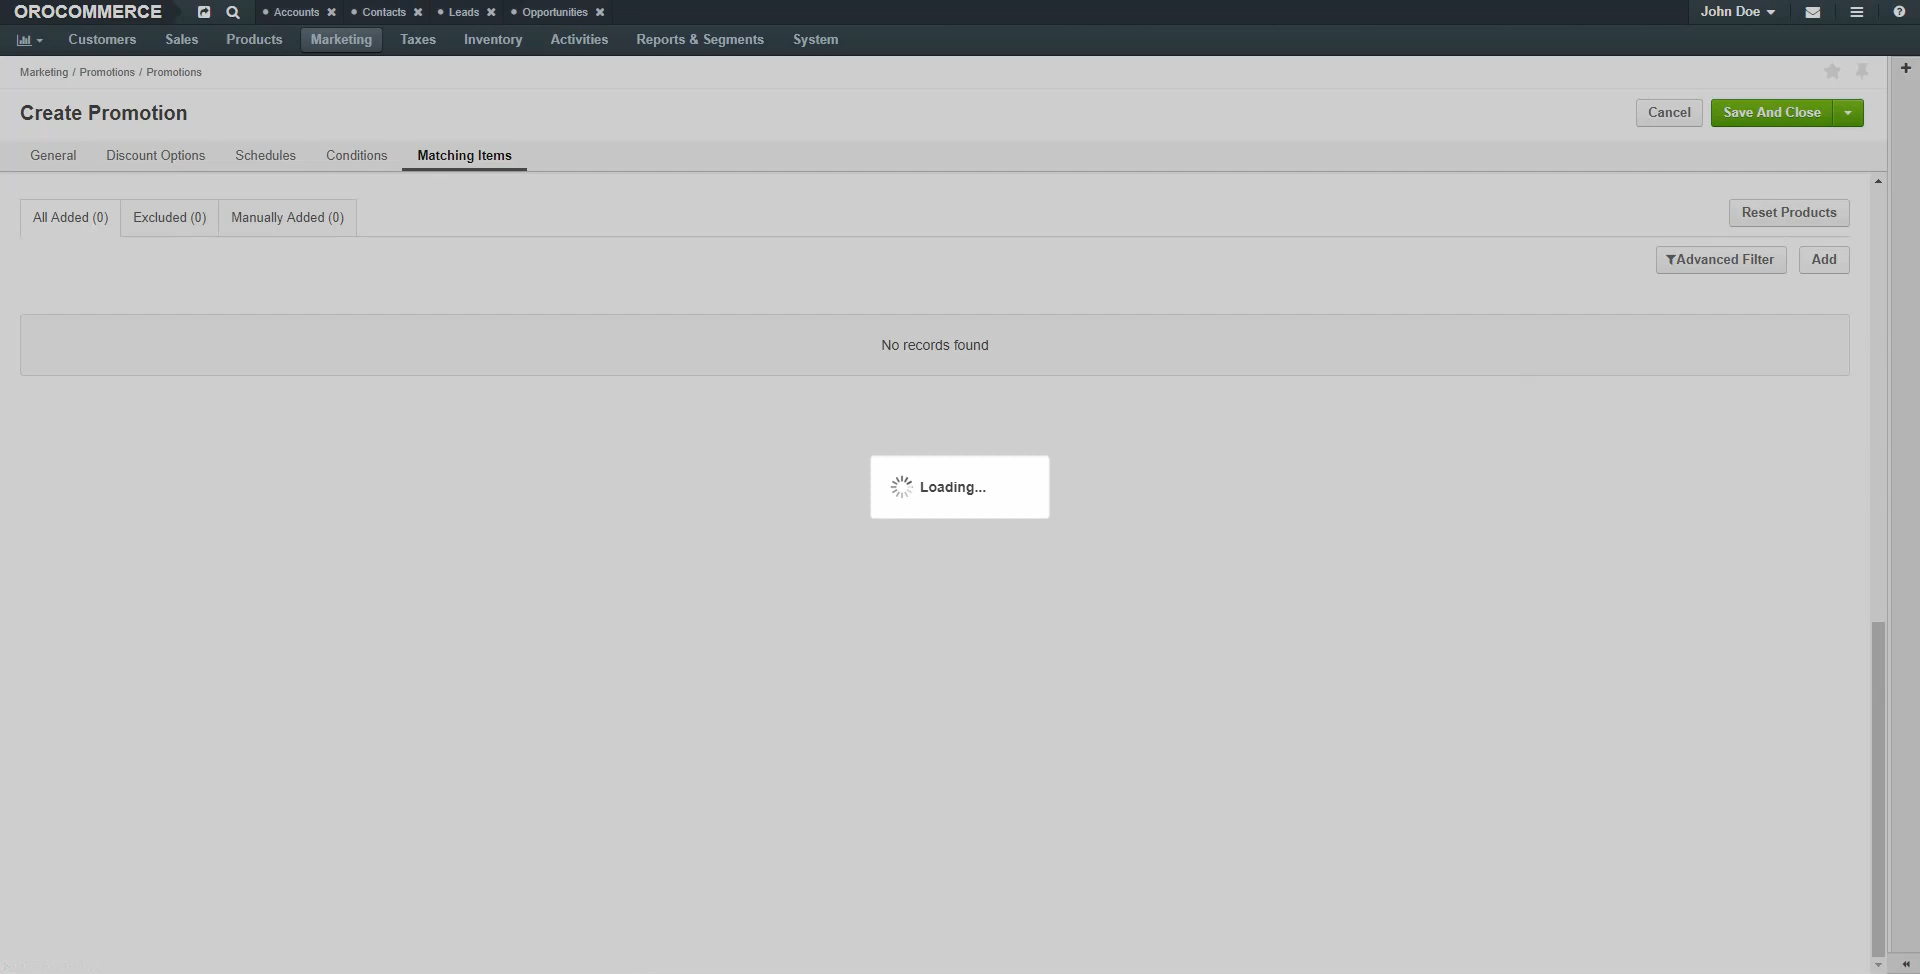 OROCOMMERCE Accounts Contacts Leads Opportunities John Doe
Customers Sales Products Marketing Taxes Inventory Activities Reports & Segments System
Marketing / Promotions / Promotions
Create Promotion Cancel Save And Close
General Discount Options Schedules Conditions Matching Items
All Added (0) Excluded (0) Manually Added (0) Reset Products
Advanced Filter Add
No records found
Loading...